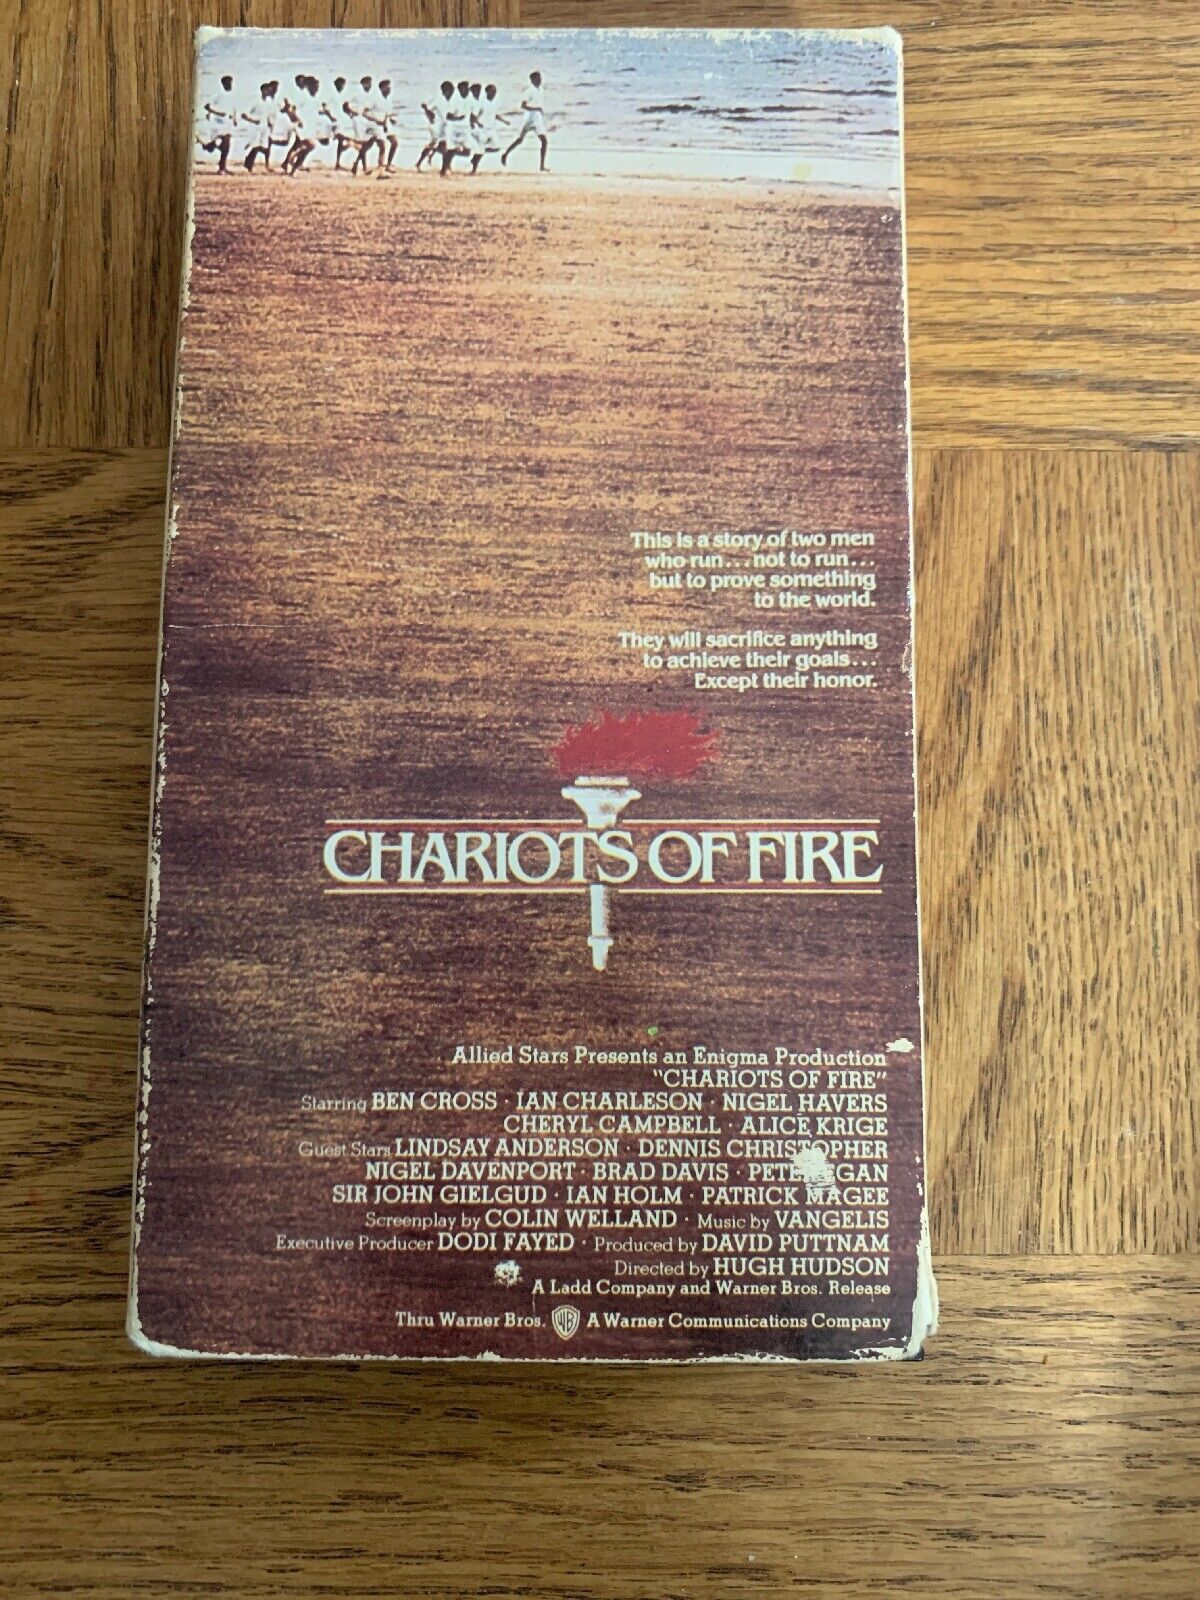 This is a story of two men
who run...not to run...
but to prove something
to the world.
They will sacrifice anything
to achieve their goals...
Except their honor.
CHARIOTS OF FIRE
Allied Stars Presents an Enigma Production
"CHARIOTS OF FIRE"
Starring BEN CROSS · IAN CHARLESON · NIGEL HAVERS
CHERYL CAMPBELL · ALICE KRIGE
Guest Stars LINDSAY ANDERSON · DENNIS CHRISTOPHER
NIGEL DAVENPORT · BRAD DAVIS ·
SIR JOHN GIELGUD · IAN HOLM · PATRICK MAGEE
Screenplay by COLIN WELLAND · Music by VANGELIS
Executive Producer DODI FAYED · Produced by DAVID PUTTNAM
Directed by HUGH HUDSON
A Ladd Company and Warner Bros. Release
Thru Warner Bros. WB A Warner Communications Company